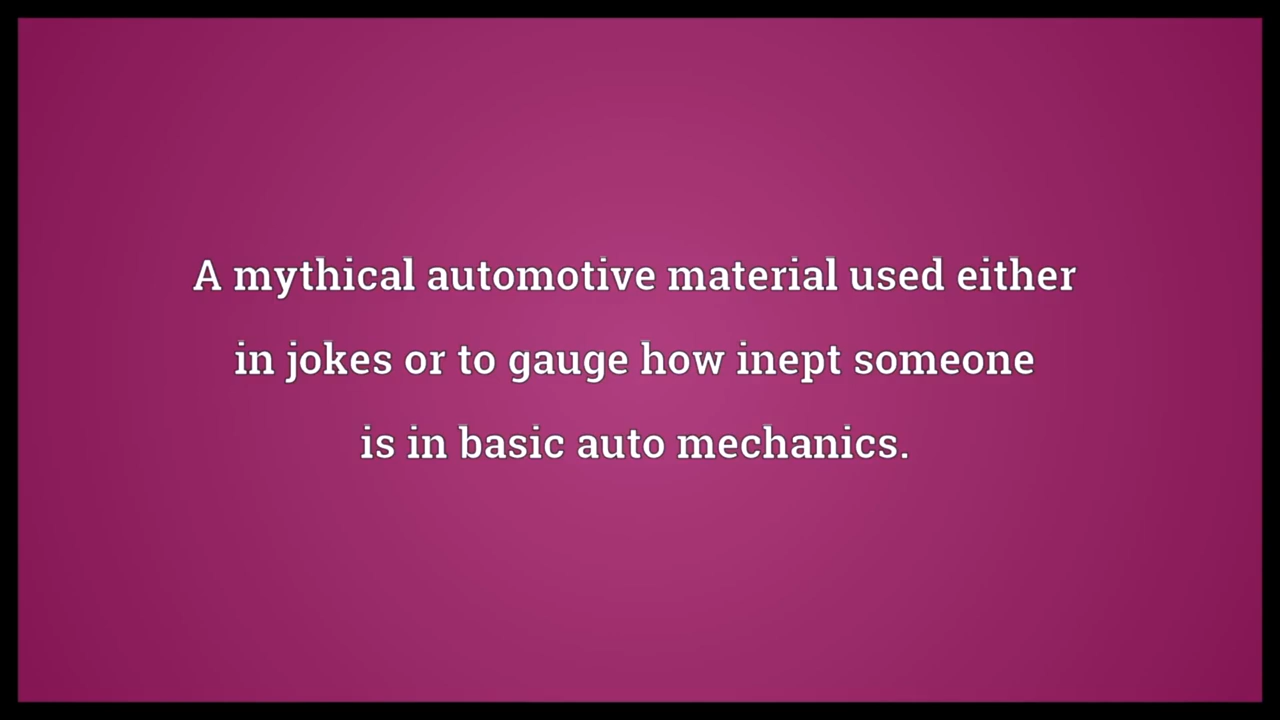 A mythical automotive material used either
in jokes or to gauge how inept someone
is in basic auto mechanics.